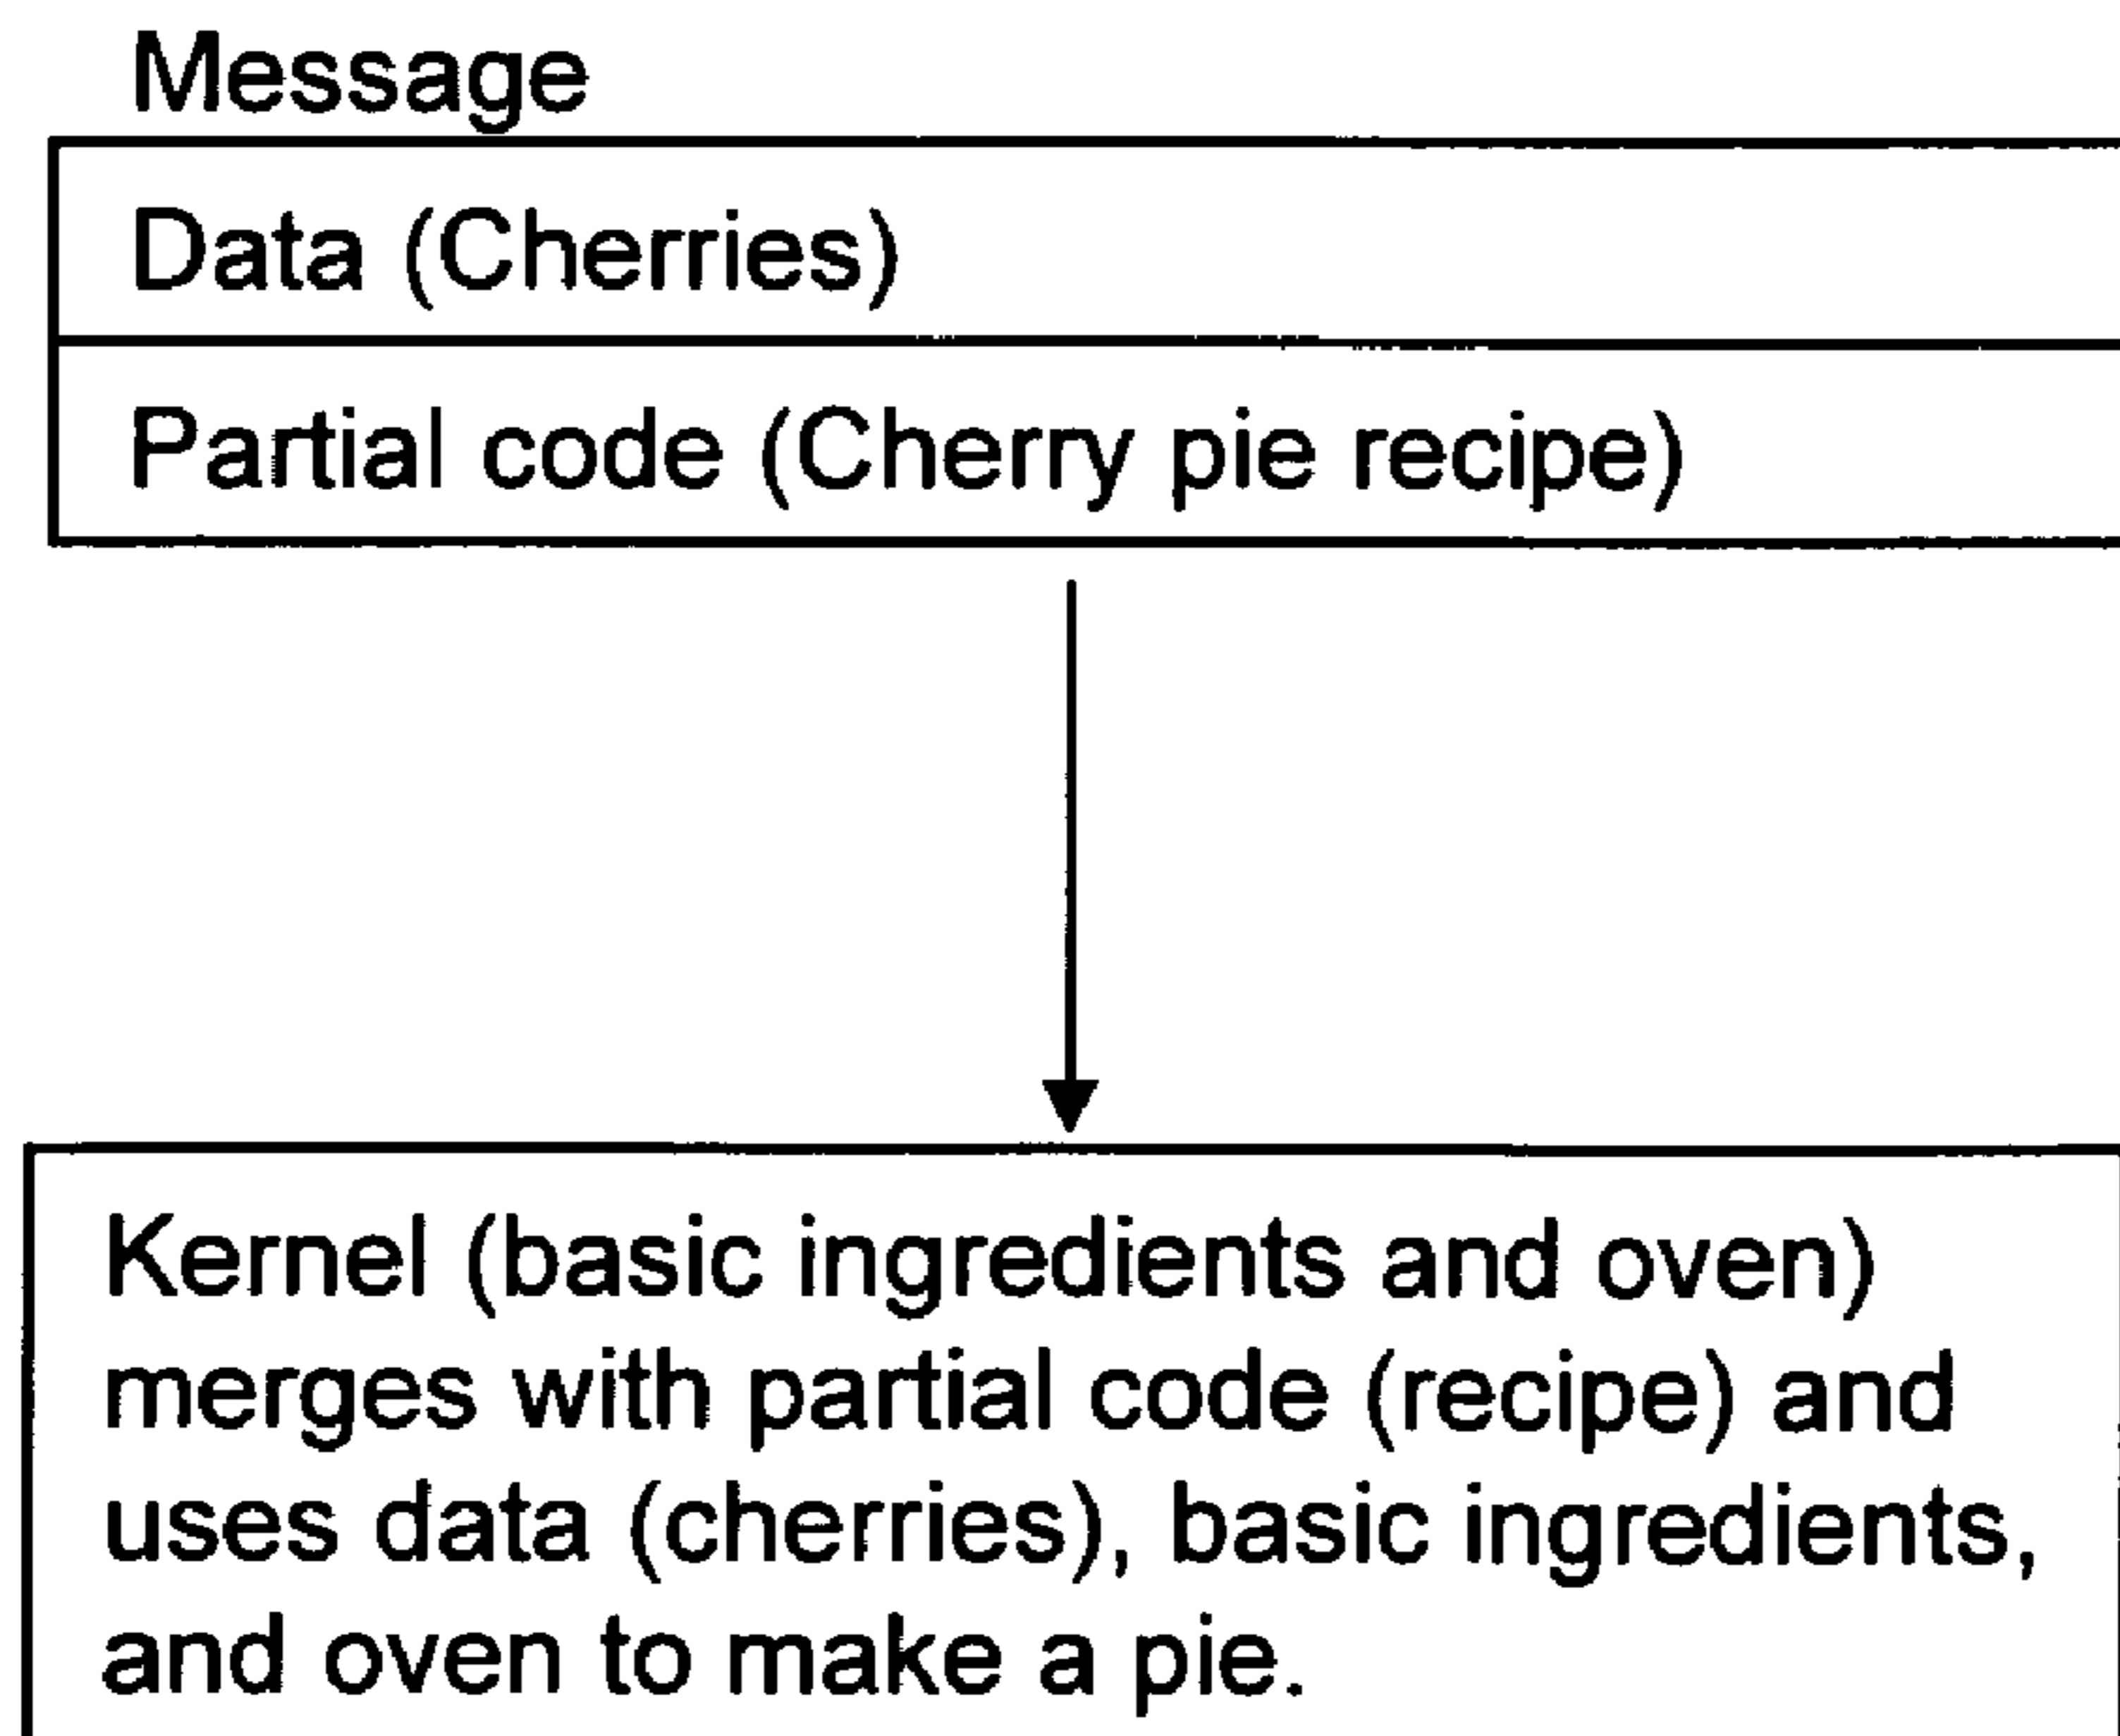 Message
Data (Cherries)
Partial code (Cherry pie recipe)
Kernel (basic ingredients and oven)
merges with partial code (recipe) and
uses data (cherries), basic ingredients,
and oven to make a pie.